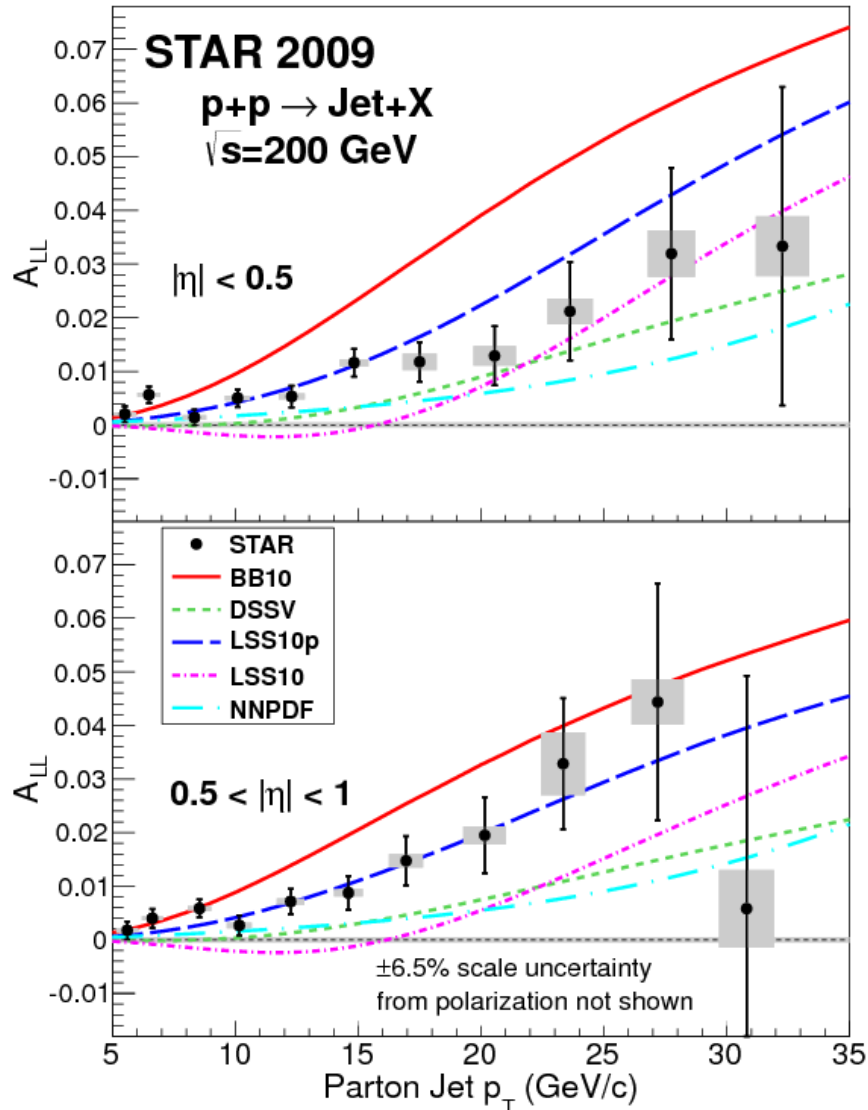 STAR 2009
p+p → Jet+X
√s=200 GeV
|η| < 0.5
A_LL
0.07
0.06
0.05
0.04
0.03
0.02
0.01
0
-0.01
STAR
BB10
DSSV
LSS10p
LSS10
NNPDF
0.5 < |η| < 1
±6.5% scale uncertainty
from polarization not shown
A_LL
0.07
0.06
0.05
0.04
0.03
0.02
0.01
0
-0.01
5 10 15 20 25 30 35
Parton Jet p_T (GeV/c)